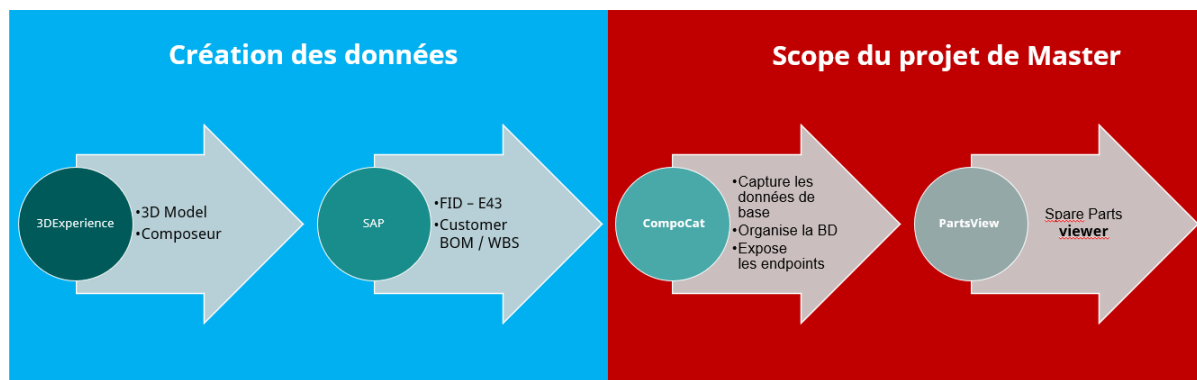 Création des données
Scope du projet de Master
3DExperience
•3D Model
•Composeur
SAP
•FID – E43
•Customer
BOM / WBS
CompoCat
•Capture les
données de
base
•Organise la BD
•Expose
les endpoints
PartsView
Spare Parts
viewer